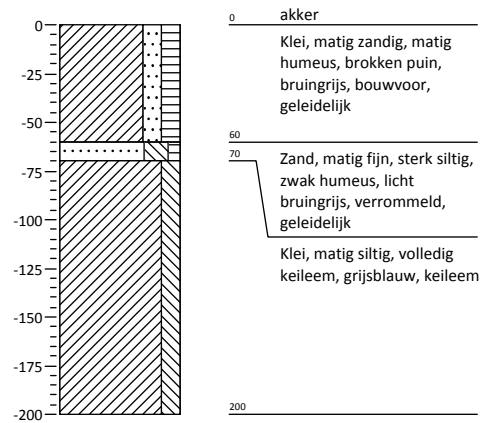 0
-25
-50
-75
-100
-125
-150
-175
-200
0
akker
Klei, matig zandig, matig
humeus, brokken puin,
bruingrijs, bouwvoor,
geleidelijk
60
70
Zand, matig fijn, sterk siltig,
zwak humeus, licht
bruingrijs, verrommeld,
geleidelijk
Klei, matig siltig, volledig
keileem, grijsblauw, keileem
200